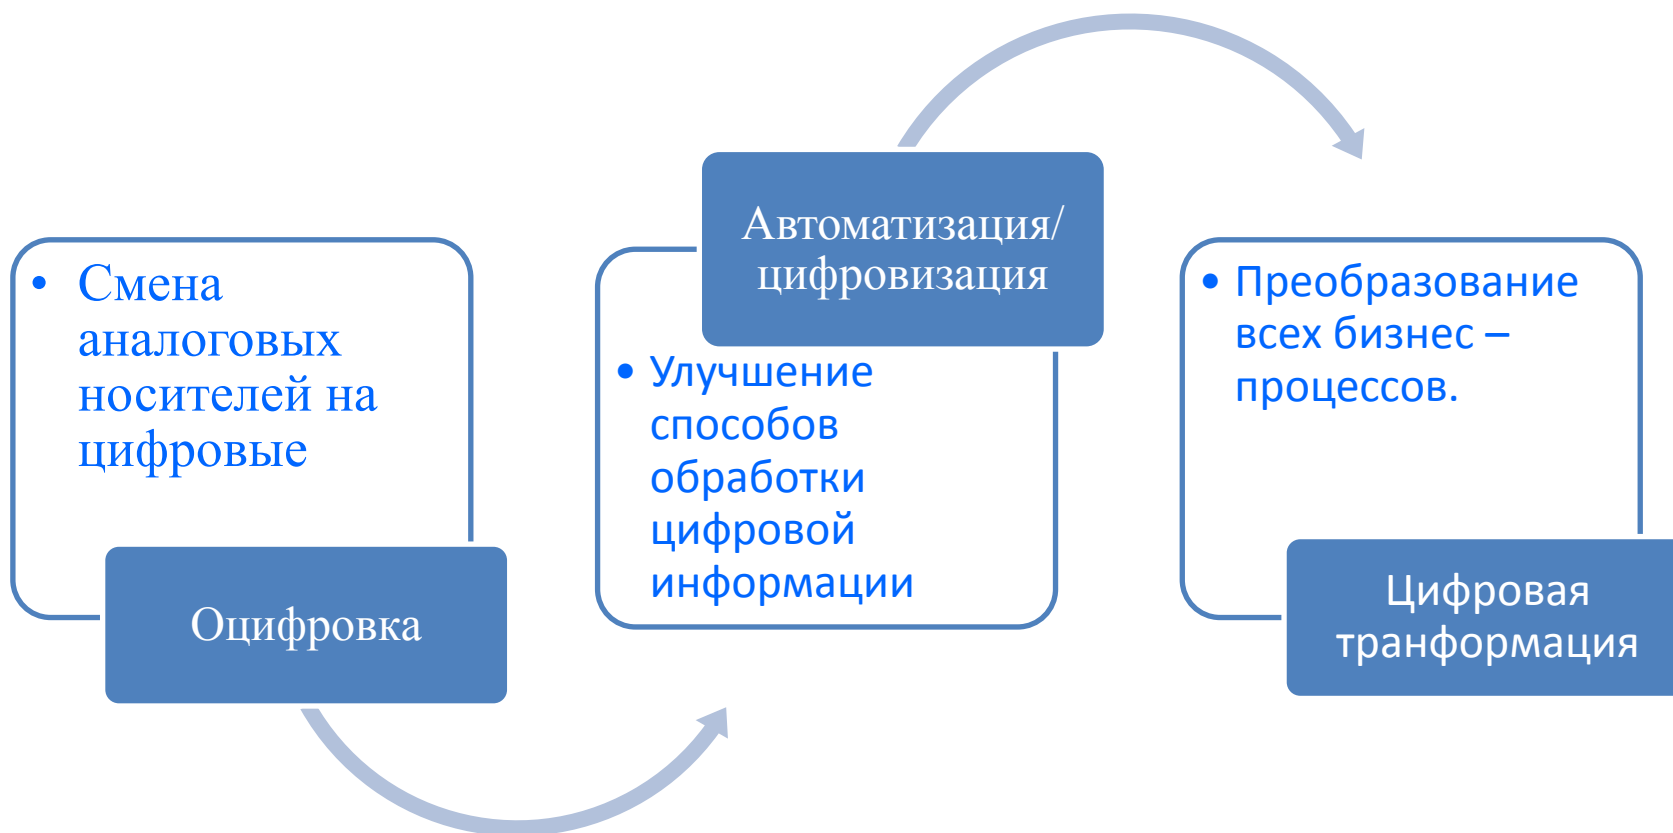 • Смена
аналоговых
носителей на
цифровые
Оцифровка
Автоматизация/
цифровизация
• Улучшение
способов
обработки
цифровой
информации
• Преобразование
всех бизнес –
процессов.
Цифровая
транформация